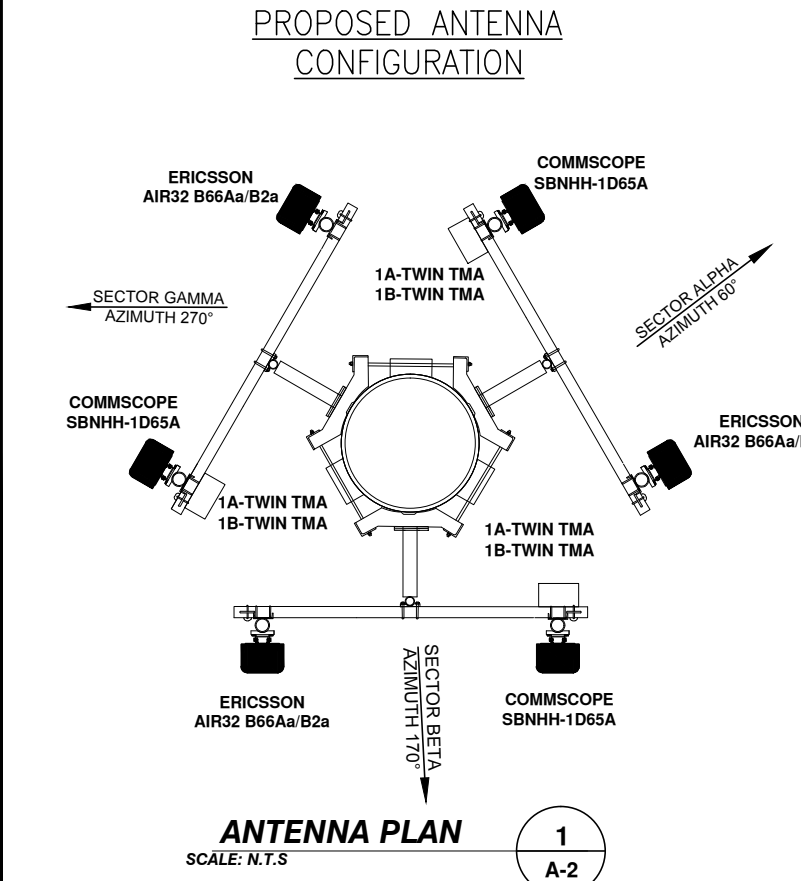 PROPOSED ANTENNA
CONFIGURATION
ERICSSON
AIR32 B66Aa/B2a
COMMSCOPE
SBNHH-1D65A
1A-TWIN TMA
1B-TWIN TMA
SECTOR GAMMA
AZIMUTH 270°
SECTOR ALPHA
AZIMUTH 60°
COMMSCOPE
SBNHH-1D65A
ERICSSON
AIR32 B66Aa/
1A-TWIN TMA
1B-TWIN TMA
1A-TWIN TMA
1B-TWIN TMA
ERICSSON
AIR32 B66Aa/B2a
SECTOR BETA
AZIMUTH 170°
COMMSCOPE
SBNHH-1D65A
ANTENNA PLAN
SCALE: N.T.S
1
A-2